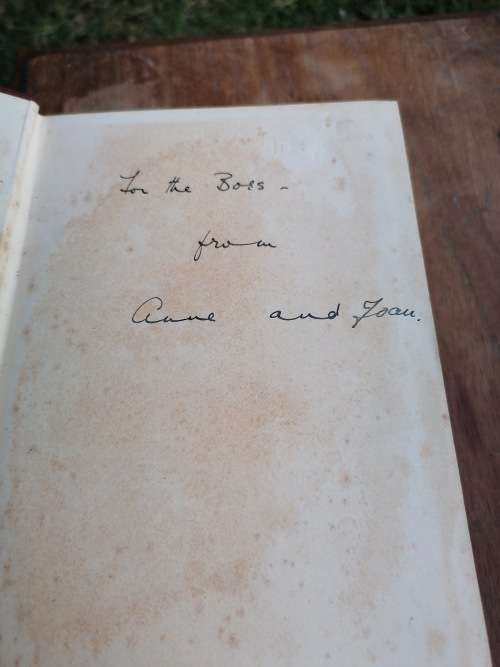 For the Boss -
from
Anne and Joan.